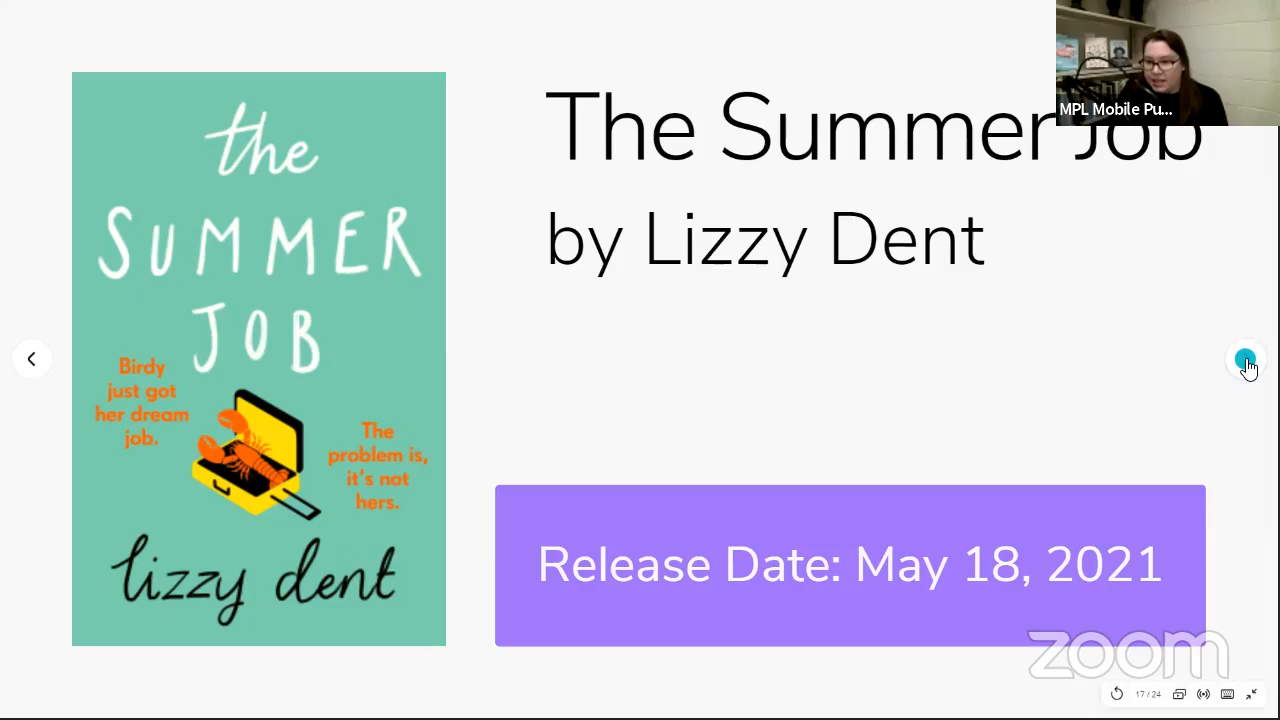 the
SUMMER
JOB
Birdy
just got
her dream
job.
The
problem is,
it's not
hers.
lizzy dent
The Summer Job
by Lizzy Dent
Release Date: May 18, 2021
MPL Mobile Pu...
zoom
17 / 24